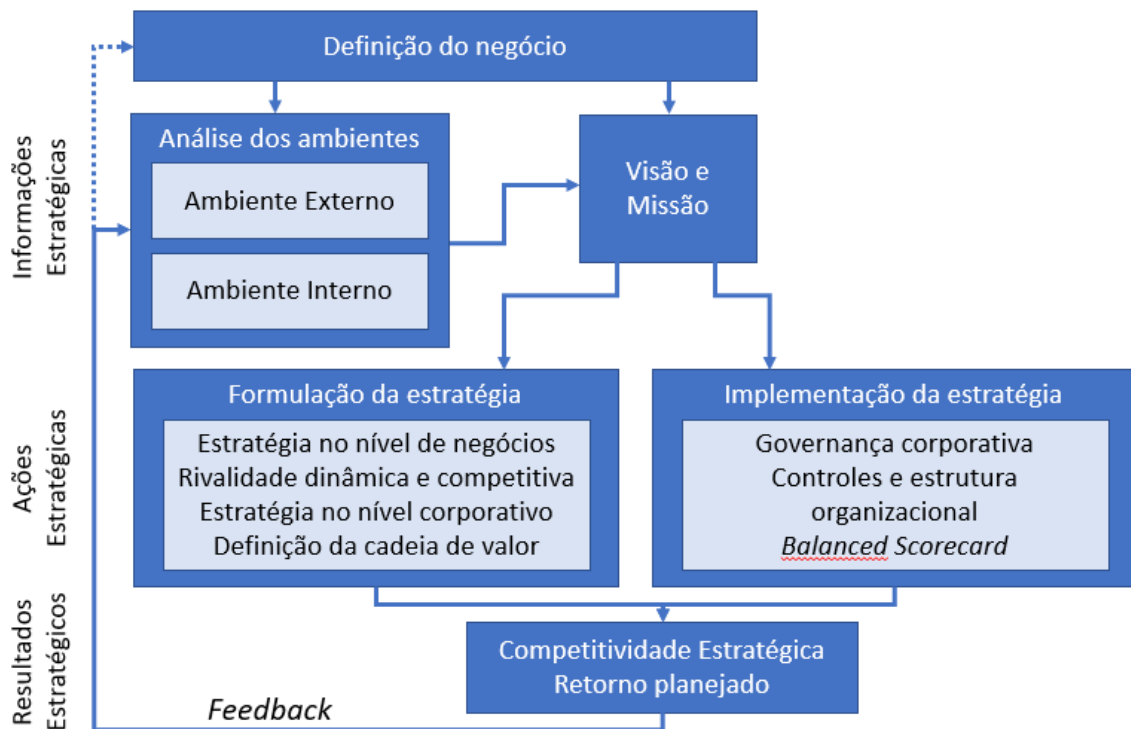 Definição do negócio
Informações
Estratégicas
Análise dos ambientes
Ambiente Externo
Ambiente Interno
Visão e
Missão
Ações
Estratégicas
Formulação da estratégia
Estratégia no nível de negócios
Rivalidade dinâmica e competitiva
Estratégia no nível corporativo
Definição da cadeia de valor
Implementação da estratégia
Governança corporativa
Controles e estrutura
organizacional
Balanced Scorecard
Resultados
Estratégicos
Competitividade Estratégica
Retorno planejado
Feedback